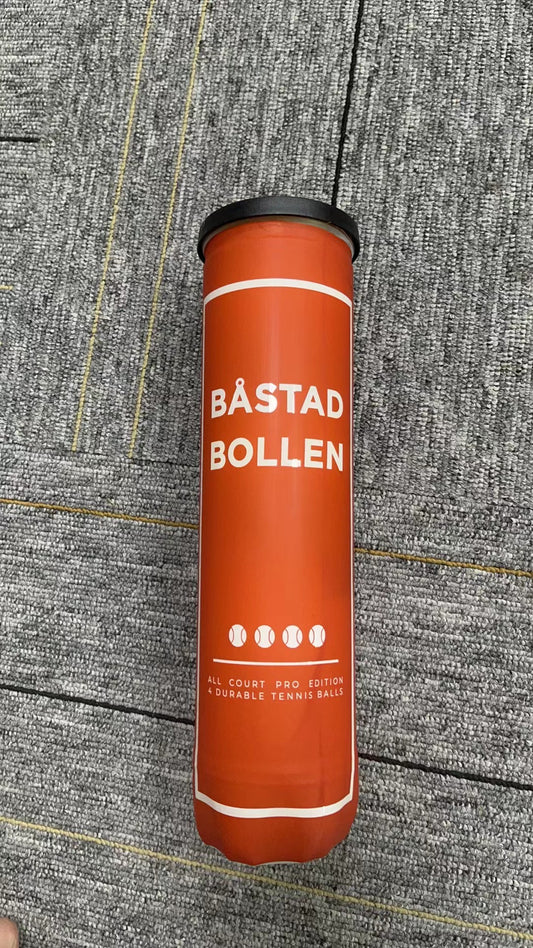 BÅSTAD
BOLLEN
ALL COURT PRO EDITION
4 DURABLE TENNIS BALLS